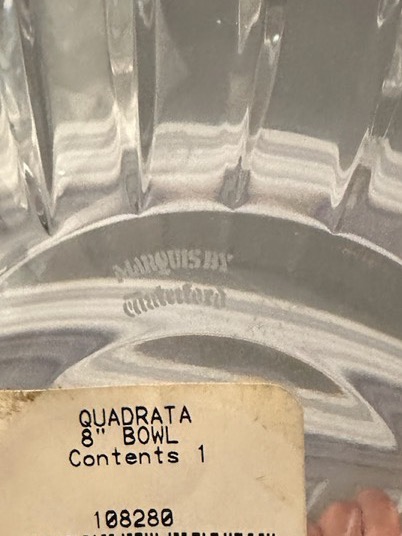 MARQUIS BY
Waterford
QUADRATA
8" BOWL
Contents 1
108280